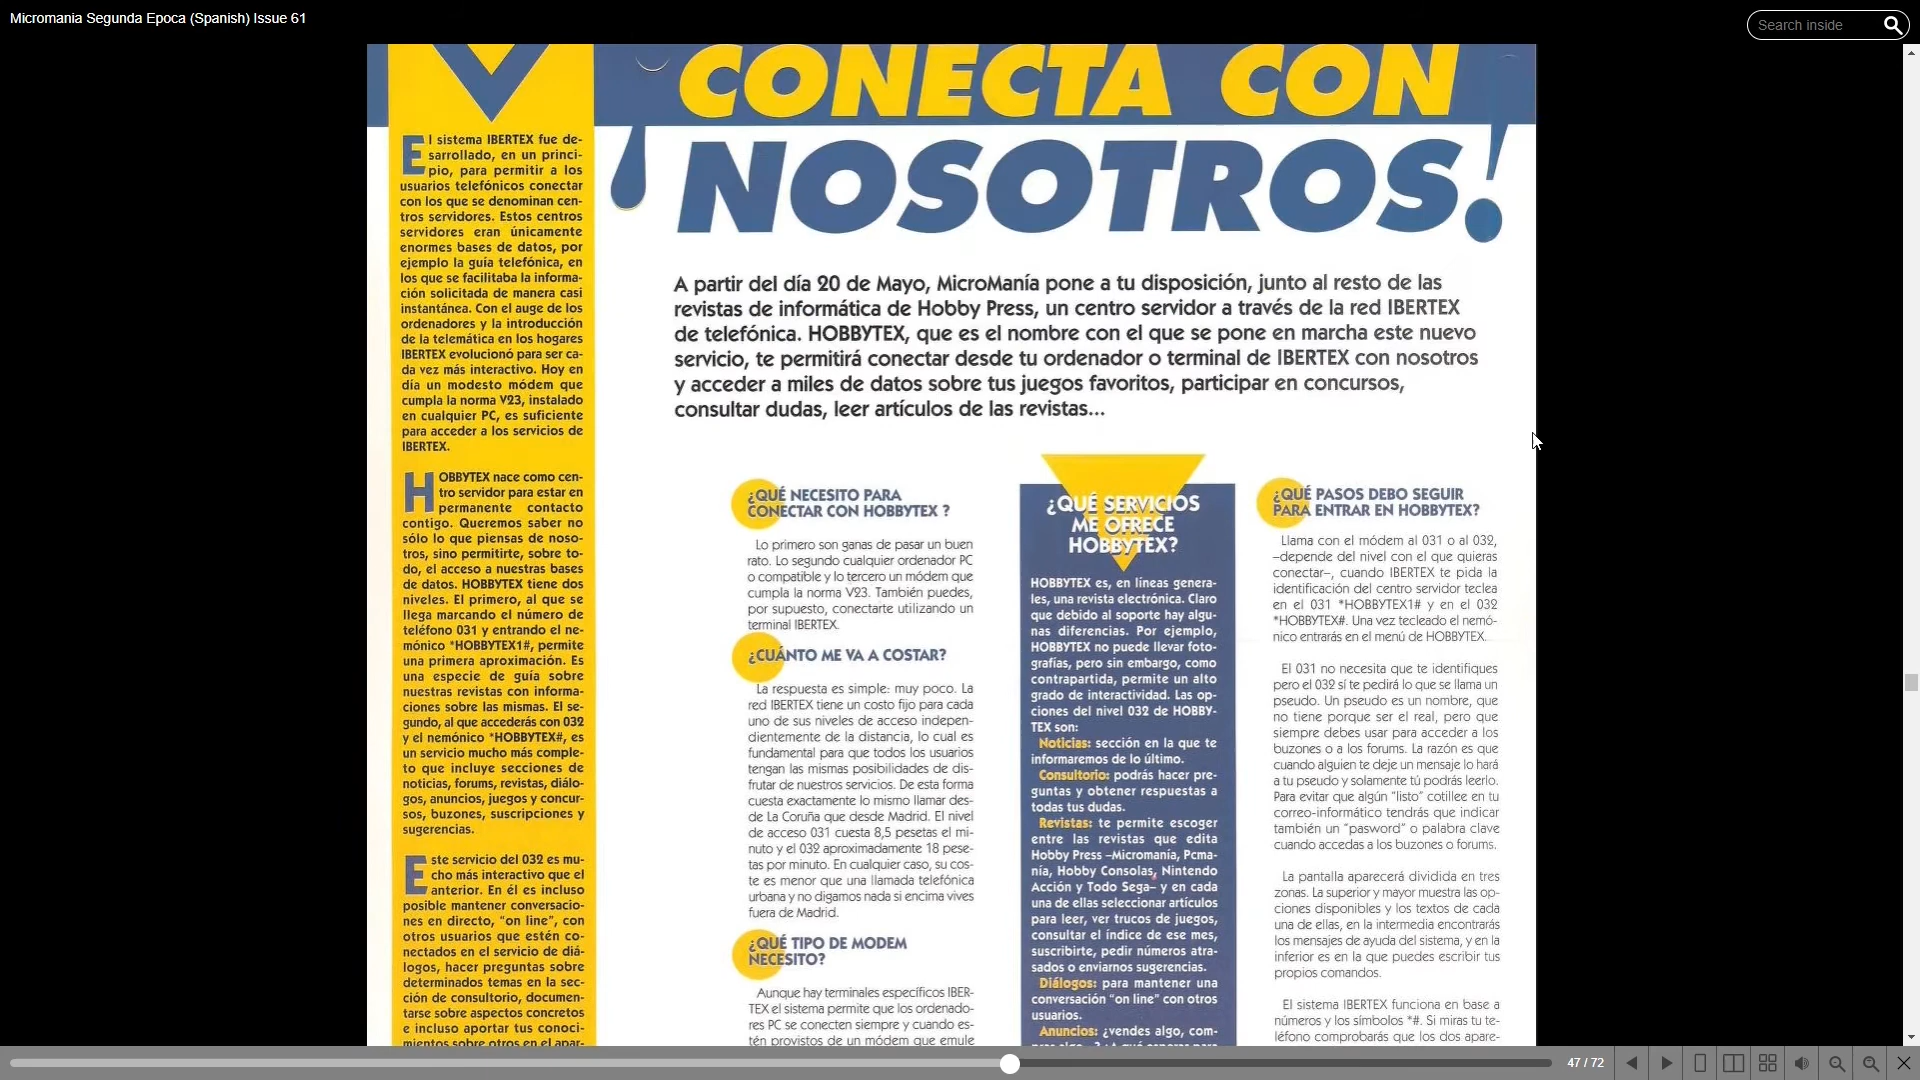 Micromania Segunda Epoca (Spanish) Issue 61
Search inside
¡CONECTA CON
NOSOTROS!
El sistema IBERTEX fue de-
sarrollado, en un princi-
pio, para permitir a los
usuarios telefónicos conectar
con los que se denominan cen-
tros servidores. Estos centros
servidores eran únicamente
enormes bases de datos, por
ejemplo la guía telefónica, en
los que se facilitaba la informa-
ción solicitada de manera casi
instantánea. Con el auge de los
ordenadores y la introducción
de la telemática en los hogares
IBERTEX evolucionó para ser ca-
da vez más interactivo. Hoy en
día un modesto módem que
cumpla la norma V23, instalado
en cualquier PC, es suficiente
para acceder a los servicios de
IBERTEX.
HOBBYTEX nace como cen-
tro servidor para estar en
permanente contacto
contigo. Queremos saber no
sólo lo que piensas de noso-
tros, sino permitirte, sobre to-
do, el acceso a nuestras bases
de datos. HOBBYTEX tiene dos
niveles. El primero, al que se
llega marcando el número de
teléfono 031 y entrando el ne-
mónico *HOBBYTEX1#, permite
una primera aproximación. Es
una especie de guía sobre
nuestras revistas con informa-
ciones sobre las mismas. El se-
gundo, al que accederás con 032
y el nemónico *HOBBYTEX#, es
un servicio mucho más comple-
to que incluye secciones de
noticias, forums, revistas, diálo-
gos, anuncios, juegos y concur-
sos, buzones, suscripciones y
sugerencias.
Este servicio del 032 es mu-
cho más interactivo que el
anterior. En él es incluso
posible mantener conversacio-
nes en directo, "on line", con
otros usuarios que estén co-
nectados en el servicio de diá-
logos, hacer preguntas sobre
determinados temas en la sec-
ción de consultorio, documen-
tarse sobre aspectos concretos
e incluso aportar tus conoci-
mientos sobre otros en el apar-
A partir del día 20 de Mayo, MicroManía pone a tu disposición, junto al resto de las
revistas de informática de Hobby Press, un centro servidor a través de la red IBERTEX
de telefónica. HOBBYTEX, que es el nombre con el que se pone en marcha este nuevo
servicio, te permitirá conectar desde tu ordenador o terminal de IBERTEX con nosotros
y acceder a miles de datos sobre tus juegos favoritos, participar en concursos,
consultar dudas, leer artículos de las revistas...
¿QUÉ NECESITO PARA
CONECTAR CON HOBBYTEX ?
Lo primero son ganas de pasar un buen
rato. Lo segundo cualquier ordenador PC
o compatible y lo tercero un módem que
cumpla la norma V23. También puedes,
por supuesto, conectarte utilizando un
terminal IBERTEX.
¿CUÁNTO ME VA A COSTAR?
La respuesta es simple: muy poco. La
red IBERTEX tiene un costo fijo para cada
uno de sus niveles de acceso indepen-
dientemente de la distancia, lo cual es
fundamental para que todos los usuarios
tengan las mismas posibilidades de dis-
frutar de nuestros servicios. De esta forma
cuesta exactamente lo mismo llamar des-
de La Coruña que desde Madrid. El nivel
de acceso 031 cuesta 8,5 pesetas el mi-
nuto y el 032 aproximadamente 18 pese-
tas por minuto. En cualquier caso, su cos-
te es menor que una llamada telefónica
urbana y no digamos nada si encima vives
fuera de Madrid.
¿QUÉ TIPO DE MODEM
NECESITO?
Aunque hay terminales específicos IBER-
TEX el sistema permite que los ordenado-
res PC se conecten siempre y cuando es-
tén provistos de un módem que emule
¿QUÉ SERVICIOS
ME OFRECE
HOBBYTEX?
HOBBYTEX es, en líneas genera-
les, una revista electrónica. Claro
que debido al soporte hay algu-
nas diferencias. Por ejemplo,
HOBBYTEX no puede llevar foto-
grafías, pero sin embargo, como
contrapartida, permite un alto
grado de interactividad. Las op-
ciones del nivel 032 de HOBBY-
TEX son:
Noticias: sección en la que te
informaremos de lo último.
Consultorio: podrás hacer pre-
guntas y obtener respuestas a
todas tus dudas.
Revistas: te permite escoger
entre las revistas que edita
Hobby Press –Micromanía, Pcma-
nía, Hobby Consolas, Nintendo
Acción y Todo Sega– y en cada
una de ellas seleccionar artículos
para leer, ver trucos de juegos,
consultar el índice de ese mes,
suscribirte, pedir números atra-
sados o enviarnos sugerencias.
Diálogos: para mantener una
conversación "on line" con otros
usuarios.
Anuncios: ¿vendes algo, com-
¿QUÉ PASOS DEBO SEGUIR
PARA ENTRAR EN HOBBYTEX?
Llama con el módem al 031 o al 032,
–depende del nivel con el que quieras
conectar–, cuando IBERTEX te pida la
identificación del centro servidor teclea
en el 031 *HOBBYTEX1# y en el 032
*HOBBYTEX#. Una vez tecleado el nemó-
nico entrarás en el menú de HOBBYTEX.
El 031 no necesita que te identifiques
pero el 032 sí te pedirá lo que se llama un
pseudo. Un pseudo es un nombre, que
no tiene porque ser el real, pero que
siempre debes usar para acceder a los
buzones o a los forums. La razón es que
cuando alguien te deje un mensaje lo hará
a tu pseudo y solamente tú podrás leerlo.
Para evitar que algún "listo" cotillee en tu
correo-informático tendrás que indicar
también un "pasword" o palabra clave
cuando accedas a los buzones o forums.
La pantalla aparecerá dividida en tres
zonas. La superior y mayor muestra las op-
ciones disponibles y los textos de cada
una de ellas, en la intermedia encontrarás
los mensajes de ayuda del sistema, y en la
inferior es en la que puedes escribir tus
propios comandos.
El sistema IBERTEX funciona en base a
números y los símbolos *#. Si miras tu te-
léfono comprobarás que los dos apare-
47 / 72